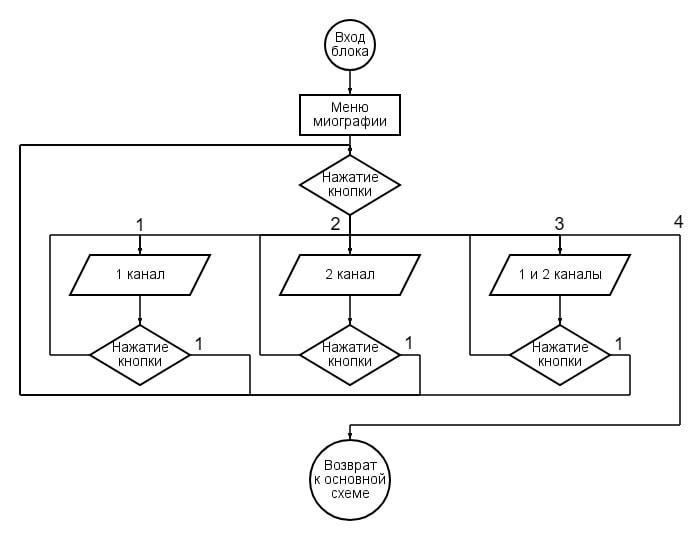 Вход
блока
Меню
миографии
Нажатие
кнопки
1
2
3
4
1 канал
2 канал
1 и 2 каналы
Нажатие
кнопки
1
Нажатие
кнопки
1
Нажатие
кнопки
1
Возврат
к основной
схеме